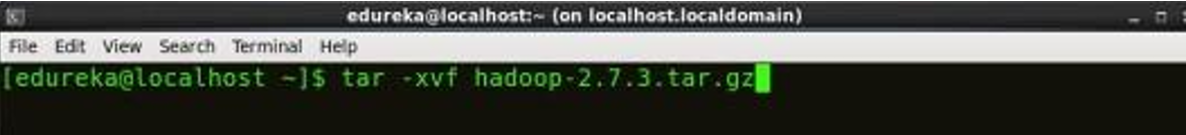 edureka@localhost:~ (on localhost.localdomain)
File Edit View Search Terminal Help
[edureka@localhost ~]$ tar -xvf hadoop-2.7.3.tar.gz